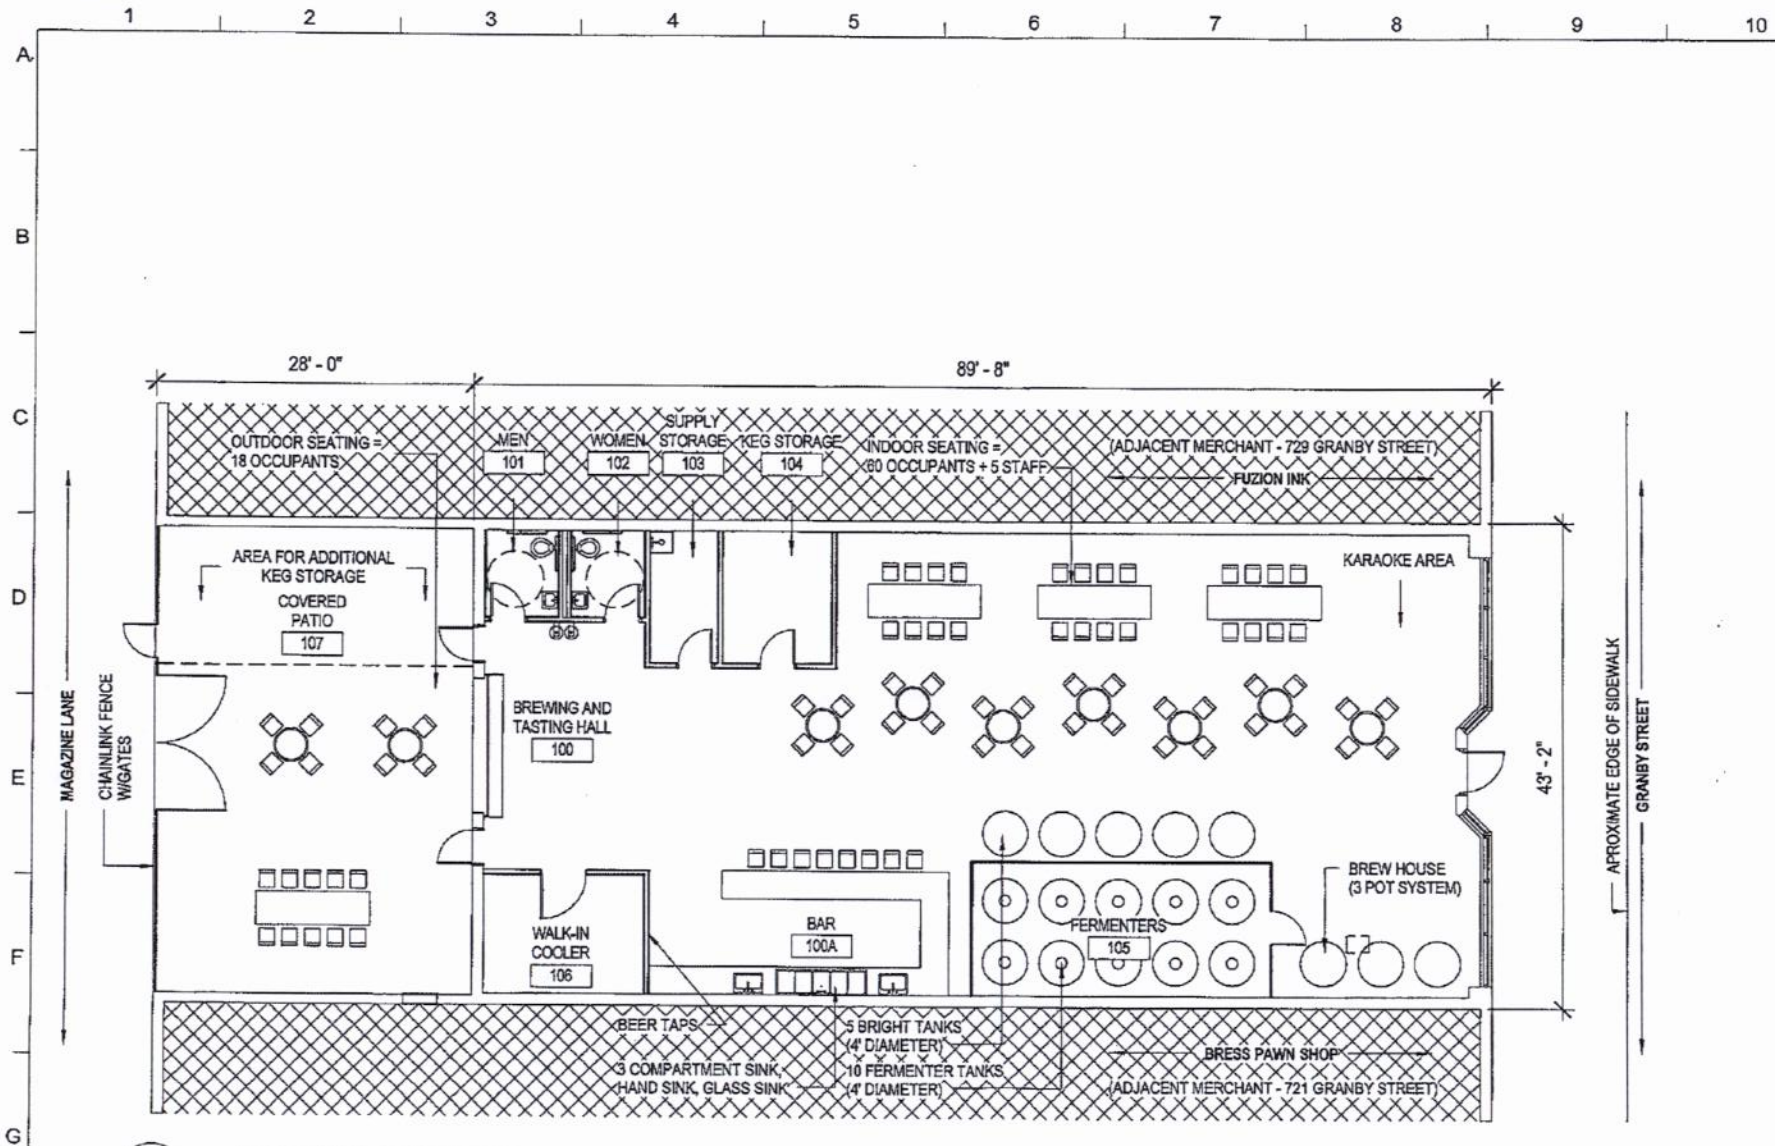 1 2 3 4 5 6 7 8 9 10
A
B
C
D
E
F
G
28' - 0"
89' - 8"
OUTDOOR SEATING =
18 OCCUPANTS
MEN
101
WOMEN
102
SUPPLY
STORAGE
103
KEG STORAGE
104
INDOOR SEATING =
60 OCCUPANTS + 5 STAFF
(ADJACENT MERCHANT - 729 GRANBY STREET)
FUZION INK
AREA FOR ADDITIONAL
KEG STORAGE
COVERED
PATIO
107
KARAOKE AREA
MAGAZINE LANE
CHAINLINK FENCE
W/GATES
BREWING AND
TASTING HALL
100
43' - 2"
APROXIMATE EDGE OF SIDEWALK
GRANBY STREET
BREW HOUSE
(3 POT SYSTEM)
WALK-IN
COOLER
106
BAR
100A
FERMENTERS
105
BEER TAPS
3 COMPARTMENT SINK,
HAND SINK, GLASS SINK
5 BRIGHT TANKS
(4' DIAMETER)
10 FERMENTER TANKS
(4' DIAMETER)
BRESS PAWN SHOP
(ADJACENT MERCHANT - 721 GRANBY STREET)